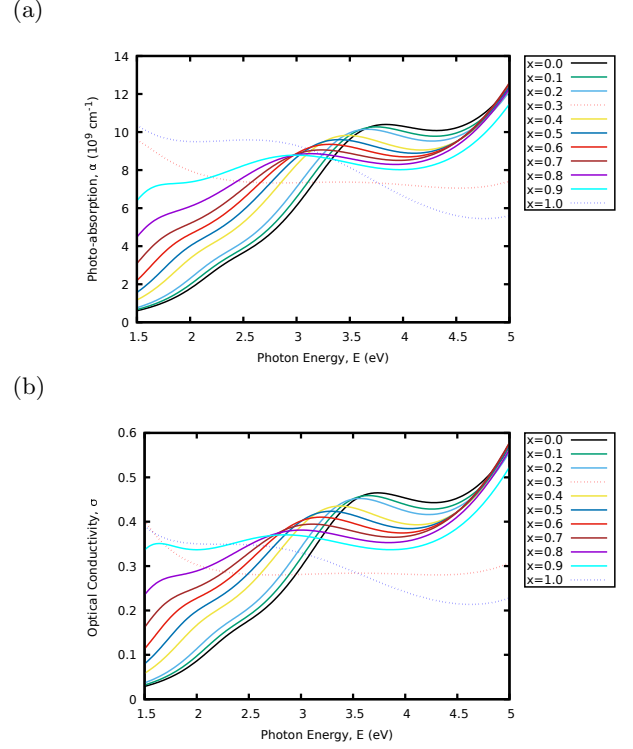 (a)
14
12
10
8
6
4
2
0
1.5
2
2.5
3
3.5
4
4.5
5
Photo-absorption, α (10⁹ cm⁻¹)
Photon Energy, E (eV)
x=0.0
x=0.1
x=0.2
x=0.3
x=0.4
x=0.5
x=0.6
x=0.7
x=0.8
x=0.9
x=1.0
(b)
0.6
0.5
0.4
0.3
0.2
0.1
0
1.5
2
2.5
3
3.5
4
4.5
5
Optical Conductivity, σ
Photon Energy, E (eV)
x=0.0
x=0.1
x=0.2
x=0.3
x=0.4
x=0.5
x=0.6
x=0.7
x=0.8
x=0.9
x=1.0